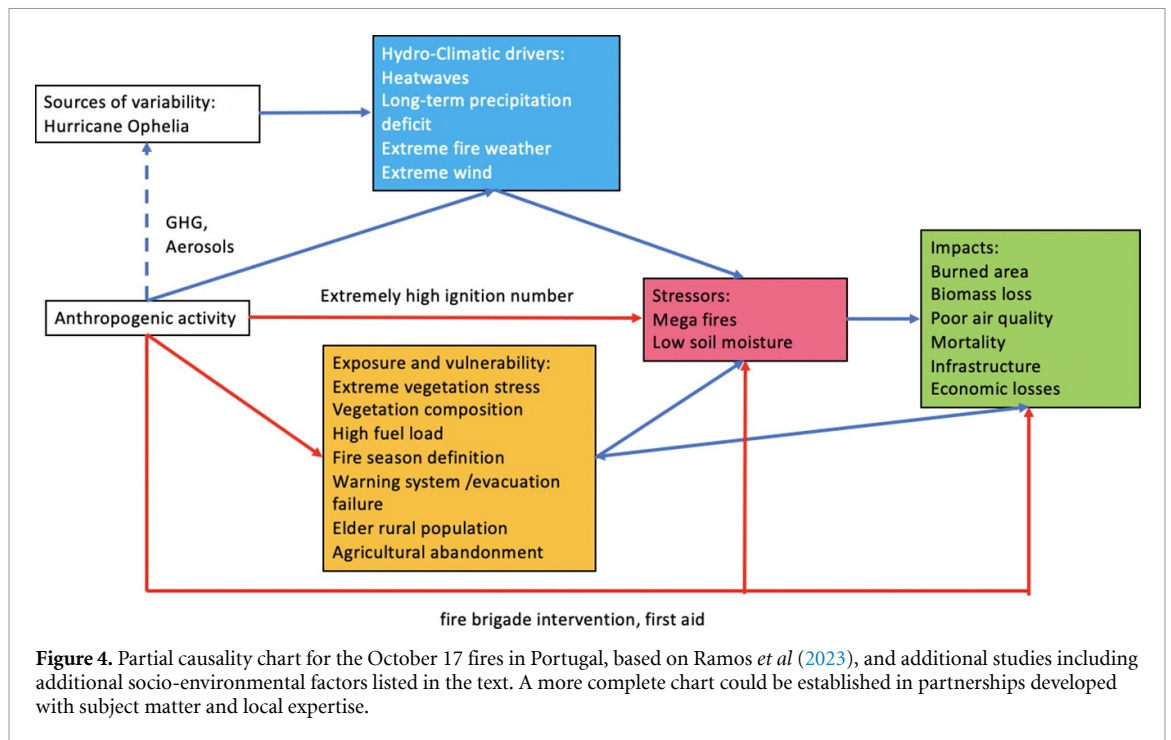 Hydro-Climatic drivers:
Heatwaves
Long-term precipitation
deficit
Extreme fire weather
Extreme wind
Sources of variability:
Hurricane Ophelia
GHG,
Aerosols
Impacts:
Burned area
Biomass loss
Poor air quality
Mortality
Infrastructure
Economic losses
Anthropogenic activity
Extremely high ignition number
Stressors:
Mega fires
Low soil moisture
Exposure and vulnerability:
Extreme vegetation stress
Vegetation composition
High fuel load
Fire season definition
Warning system /evacuation
failure
Elder rural population
Agricultural abandonment
fire brigade intervention, first aid
Figure 4. Partial causality chart for the October 17 fires in Portugal, based on Ramos et al (2023), and additional studies including
additional socio-environmental factors listed in the text. A more complete chart could be established in partnerships developed
with subject matter and local expertise.